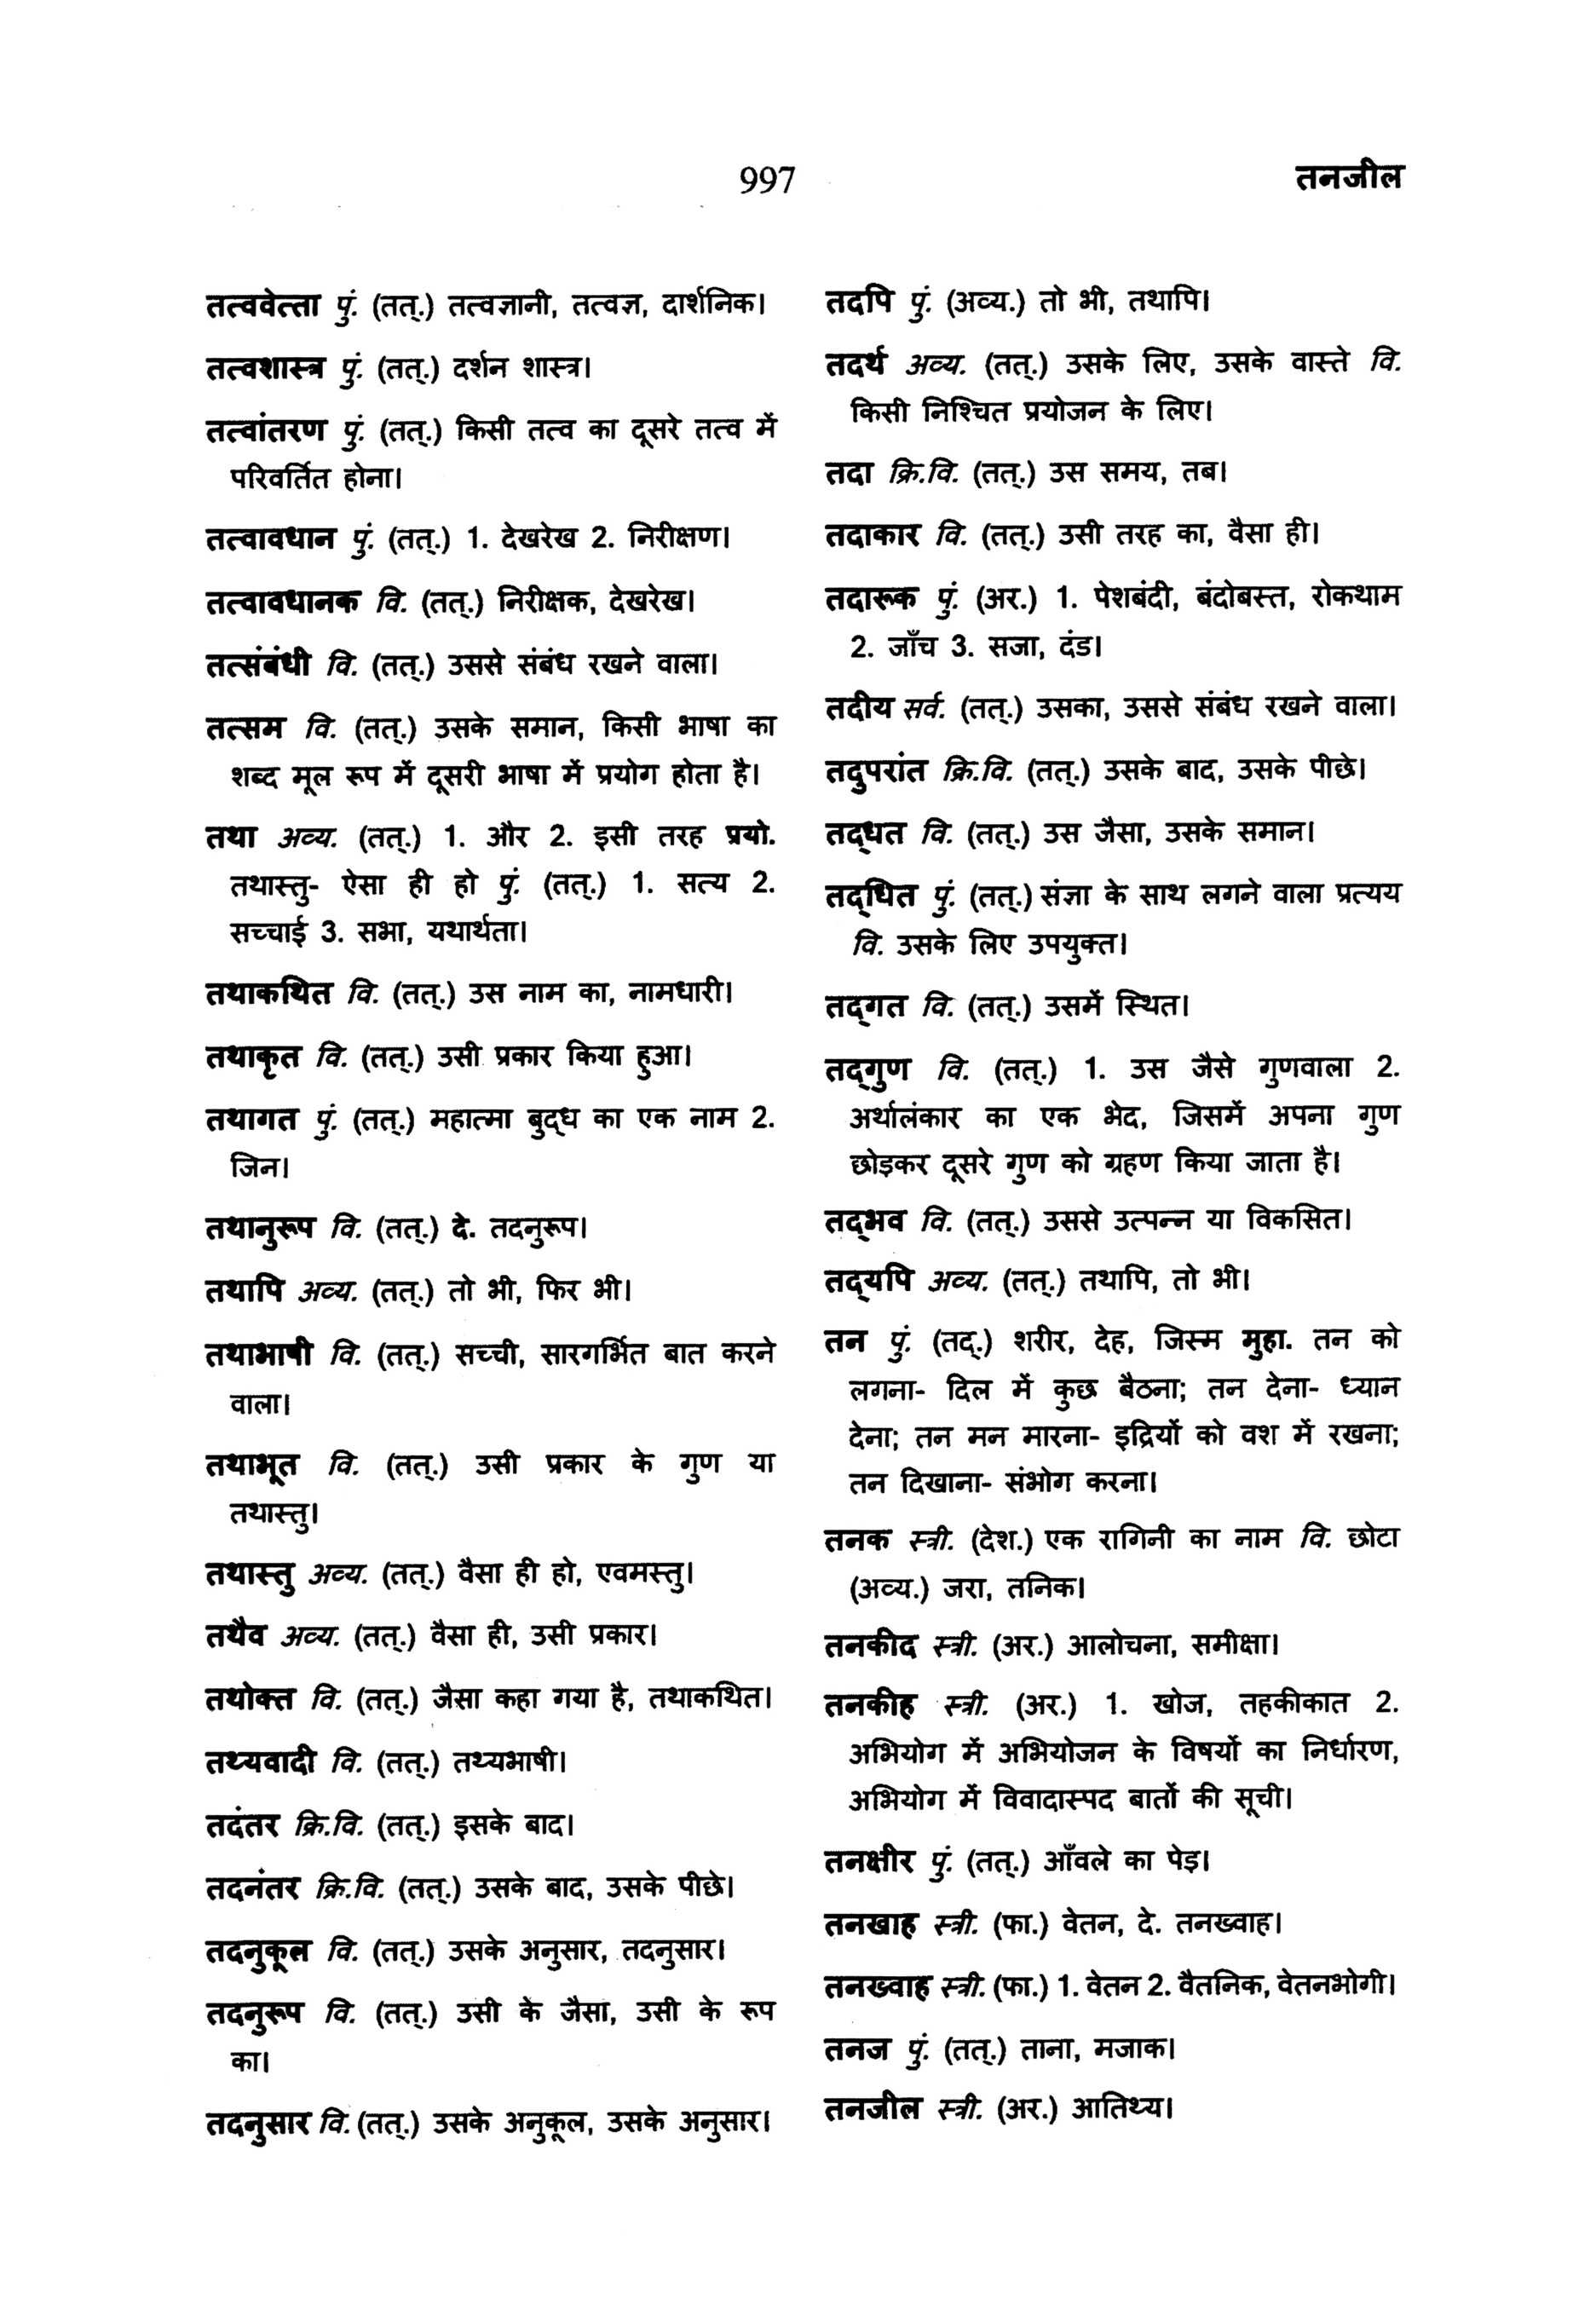 997
तनजील
तत्ववेत्ता पुं. (तत्.) तत्वज्ञानी, तत्वज्ञ, दार्शनिक।
तत्वशास्त्र पुं. (तत्.) दर्शन शास्त्र।
तत्वांतरण पुं. (तत्.) किसी तत्व का दूसरे तत्व में
परिवर्तित होना।
तत्वावधान पुं. (तत्.) 1. देखरेख 2. निरीक्षण।
तत्वावधानक वि. (तत्.) निरीक्षक, देखरेख।
तत्संबंधी वि. (तत्.) उससे संबंध रखने वाला।
तत्सम वि. (तत्.) उसके समान, किसी भाषा का
शब्द मूल रूप में दूसरी भाषा में प्रयोग होता है।
तथा अव्य. (तत्.) 1. और 2. इसी तरह प्रयो.
तथास्तु- ऐसा ही हो पुं. (तत्.) 1. सत्य 2.
सच्चाई 3. सभा, यथार्थता।
तथाकथित वि. (तत्.) उस नाम का, नामधारी।
तथाकृत वि. (तत्.) उसी प्रकार किया हुआ।
तथागत पुं. (तत्.) महात्मा बुद्‌ध का एक नाम 2.
जिन।
तथानुरूप वि. (तत्.) दे. तदनुरूप।
तथापि अव्य. (तत्.) तो भी, फिर भी।
तथाभाषी वि. (तत्.) सच्ची, सारगर्भित बात करने
वाला।
तथाभूत वि. (तत्.) उसी प्रकार के गुण या
तथास्तु।
तथास्तु अव्य. (तत्.) वैसा ही हो, एवमस्तु।
तथैव अव्य. (तत्.) वैसा ही, उसी प्रकार।
तथोक्त वि. (तत्.) जैसा कहा गया है, तथाकथित।
तथ्यवादी वि. (तत्.) तथ्यभाषी।
तदंतर क्रि.वि. (तत्.) इसके बाद।
तदनंतर क्रि.वि. (तत्.) उसके बाद, उसके पीछे।
तदनुकूल वि. (तत्.) उसके अनुसार, तदनुसार।
तदनुरूप वि. (तत्.) उसी के जैसा, उसी के रूप
का।
तदनुसार वि. (तत्.) उसके अनुकूल, उसके अनुसार।
तदपि पुं. (अव्य.) तो भी, तथापि।
तदर्थ अव्य. (तत्.) उसके लिए, उसके वास्ते वि.
किसी निश्चित प्रयोजन के लिए।
तदा क्रि.वि. (तत्.) उस समय, तब।
तदाकार वि. (तत्.) उसी तरह का, वैसा ही।
तदारूक पुं. (अर.) 1. पेशबंदी, बंदोबस्त, रोकथाम
2. जाँच 3. सजा, दंड।
तदीय सर्व. (तत्.) उसका, उससे संबंध रखने वाला।
तदुपरांत क्रि.वि. (तत्.) उसके बाद, उसके पीछे।
तद्‌धत वि. (तत्.) उस जैसा, उसके समान।
तद्‌धित पुं. (तत्.) संज्ञा के साथ लगने वाला प्रत्यय
वि. उसके लिए उपयुक्त।
तद्‌गत वि. (तत्.) उसमें स्थित।
तद्‌गुण वि. (तत्.) 1. उस जैसे गुणवाला 2.
अर्थालंकार का एक भेद, जिसमें अपना गुण
छोड़कर दूसरे गुण को ग्रहण किया जाता है।
तद्‌भव वि. (तत्.) उससे उत्पन्न या विकसित।
तद्‌यपि अव्य. (तत्.) तथापि, तो भी।
तन पुं. (तद्.) शरीर, देह, जिस्म मुहा. तन को
लगना- दिल में कुछ बैठना; तन देना- ध्यान
देना; तन मन मारना- इद्रियों को वश में रखना;
तन दिखाना- संभोग करना।
तनक स्त्री. (देश.) एक रागिनी का नाम वि. छोटा
(अव्य.) जरा, तनिक।
तनकीद स्त्री. (अर.) आलोचना, समीक्षा।
तनकीह स्त्री. (अर.) 1. खोज, तहकीकात 2.
अभियोग में अभियोजन के विषयों का निर्धारण,
अभियोग में विवादास्पद बातों की सूची।
तनक्षीर पुं. (तत्.) आँवले का पेड़।
तनखाह स्त्री. (फा.) वेतन, दे. तनख्वाह।
तनख्वाह स्त्री. (फा.) 1. वेतन 2. वैतनिक, वेतनभोगी।
तनज पुं. (तत्.) ताना, मजाक।
तनजील स्त्री. (अर.) आतिथ्य।